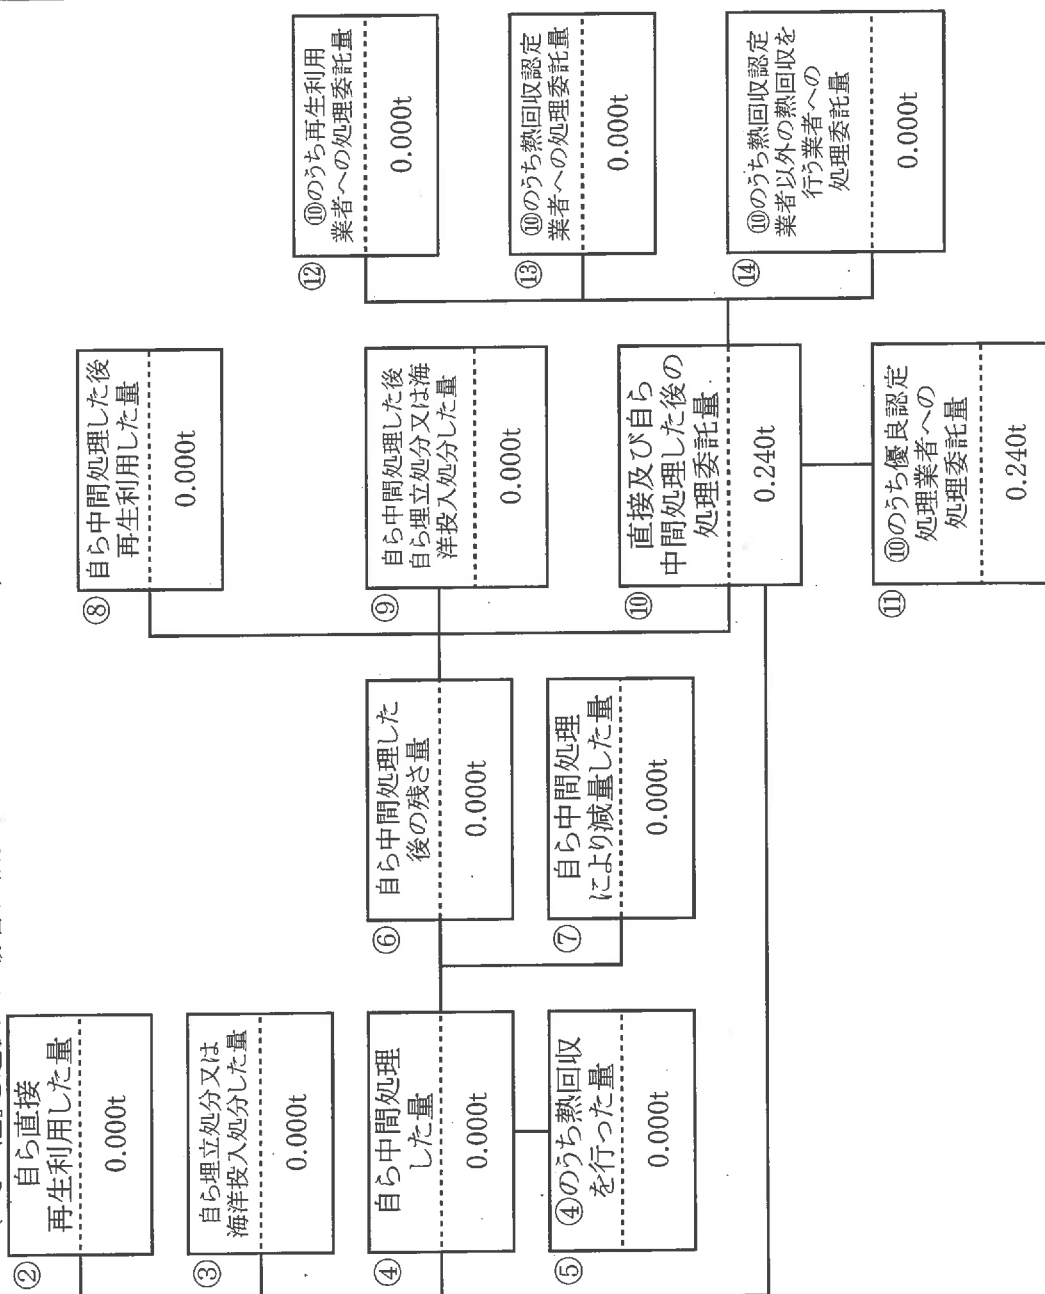 ②
自ら直接
再生利用した量
0.000t
③
自ら埋立処分又は
海洋投入処分した量
0.000t
④
自ら中間処理
した量
0.000t
⑤
④のうち熱回収
を行った量
0.000t
⑥
自ら中間処理した
後の残さ量
0.000t
⑦
自ら中間処理
により減量した量
0.000t
⑧
自ら中間処理した後
再生利用した量
0.000t
⑨
自ら中間処理した後
自ら埋立処分又は海
洋投入処分した量
0.000t
⑩
直接及び自ら
中間処理した後の
処理委託量
0.240t
⑪
⑩のうち優良認定
処理業者への
処理委託量
0.240t
⑫
⑩のうち再生利用
業者への処理委託量
0.000t
⑬
⑩のうち熱回収認定
業者への処理委託量
0.000t
⑭
⑩のうち熱回収認定
業者以外の熱回収を
行う業者への
処理委託量
0.000t